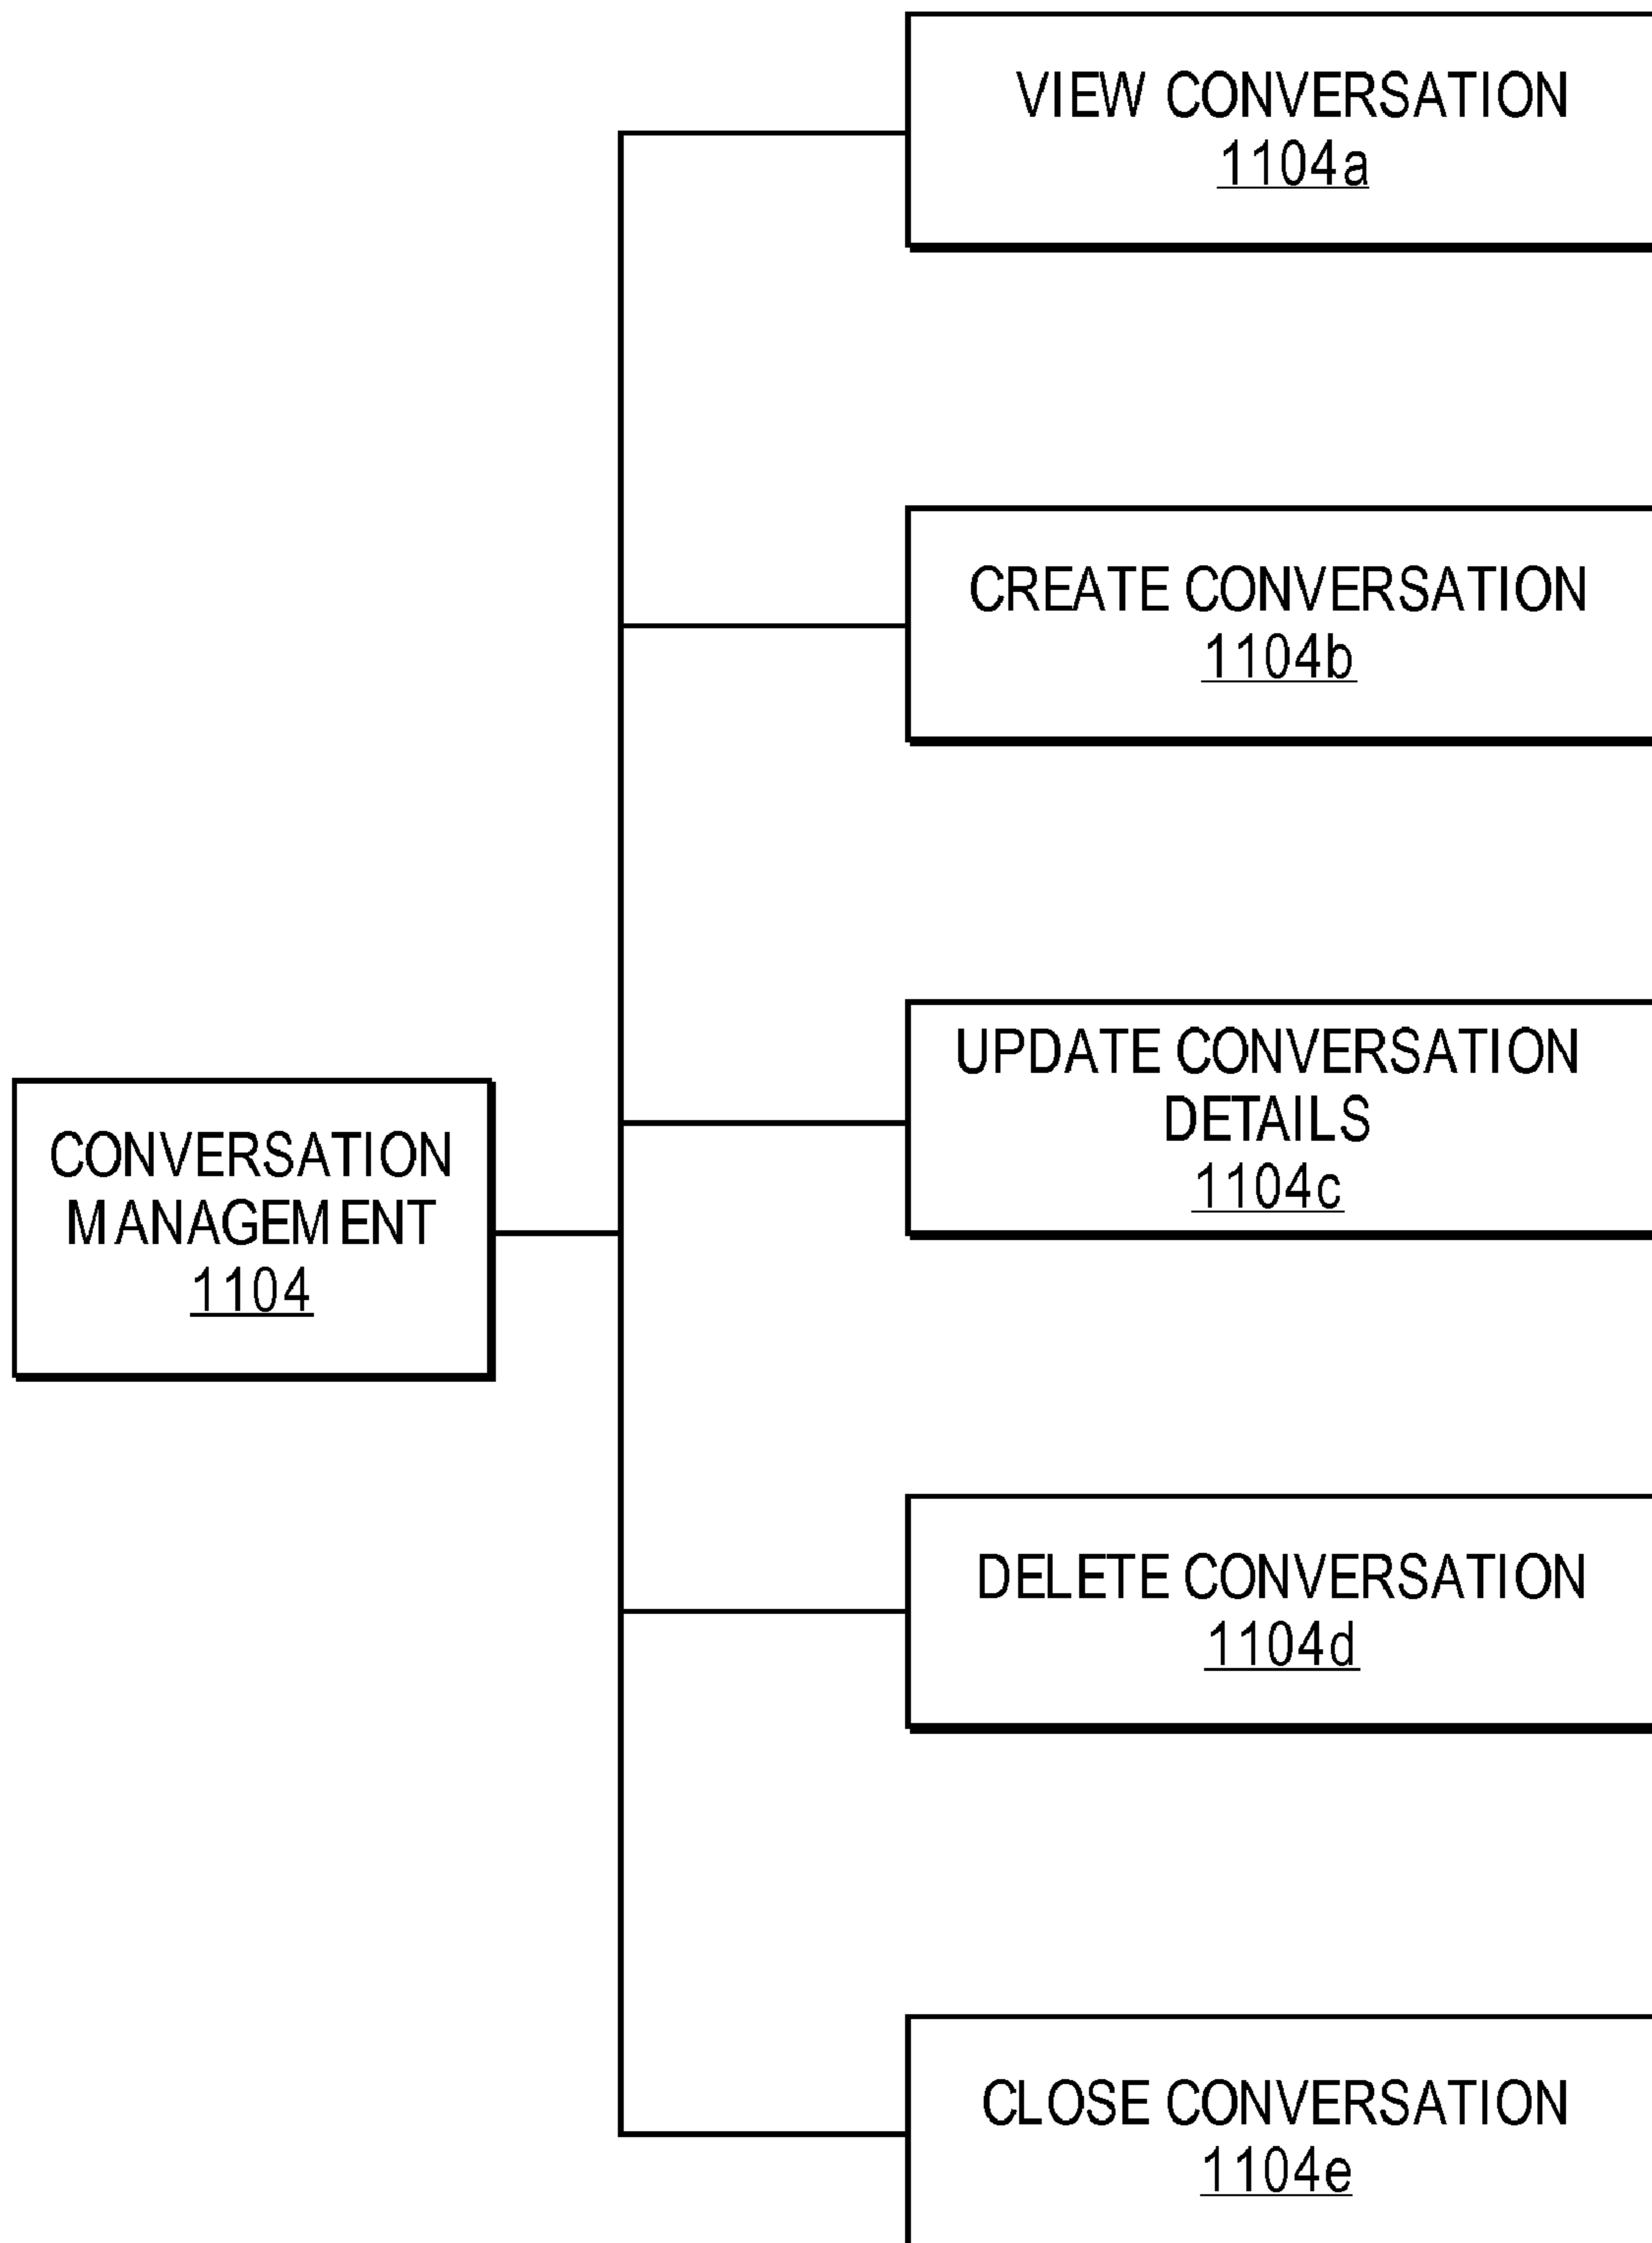 VIEW CONVERSATION
1104a
CREATE CONVERSATION
1104b
UPDATE CONVERSATION
DETAILS
1104c
CONVERSATION
MANAGEMENT
1104
DELETE CONVERSATION
1104d
CLOSE CONVERSATION
1104e